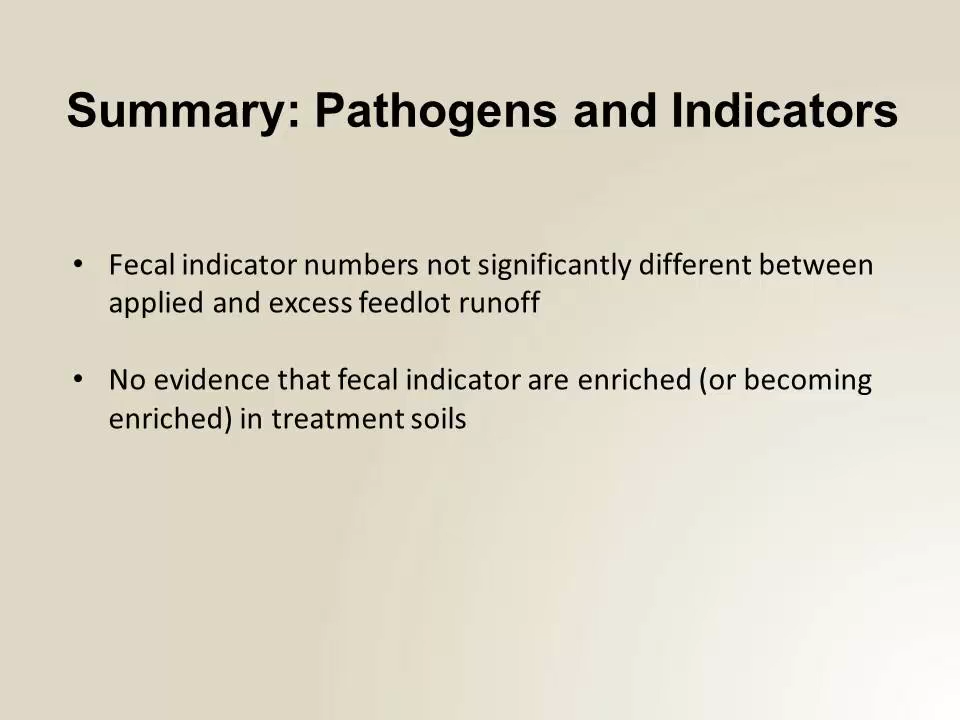 Summary: Pathogens and Indicators
• Fecal indicator numbers not significantly different between
applied and excess feedlot runoff
• No evidence that fecal indicator are enriched (or becoming
enriched) in treatment soils